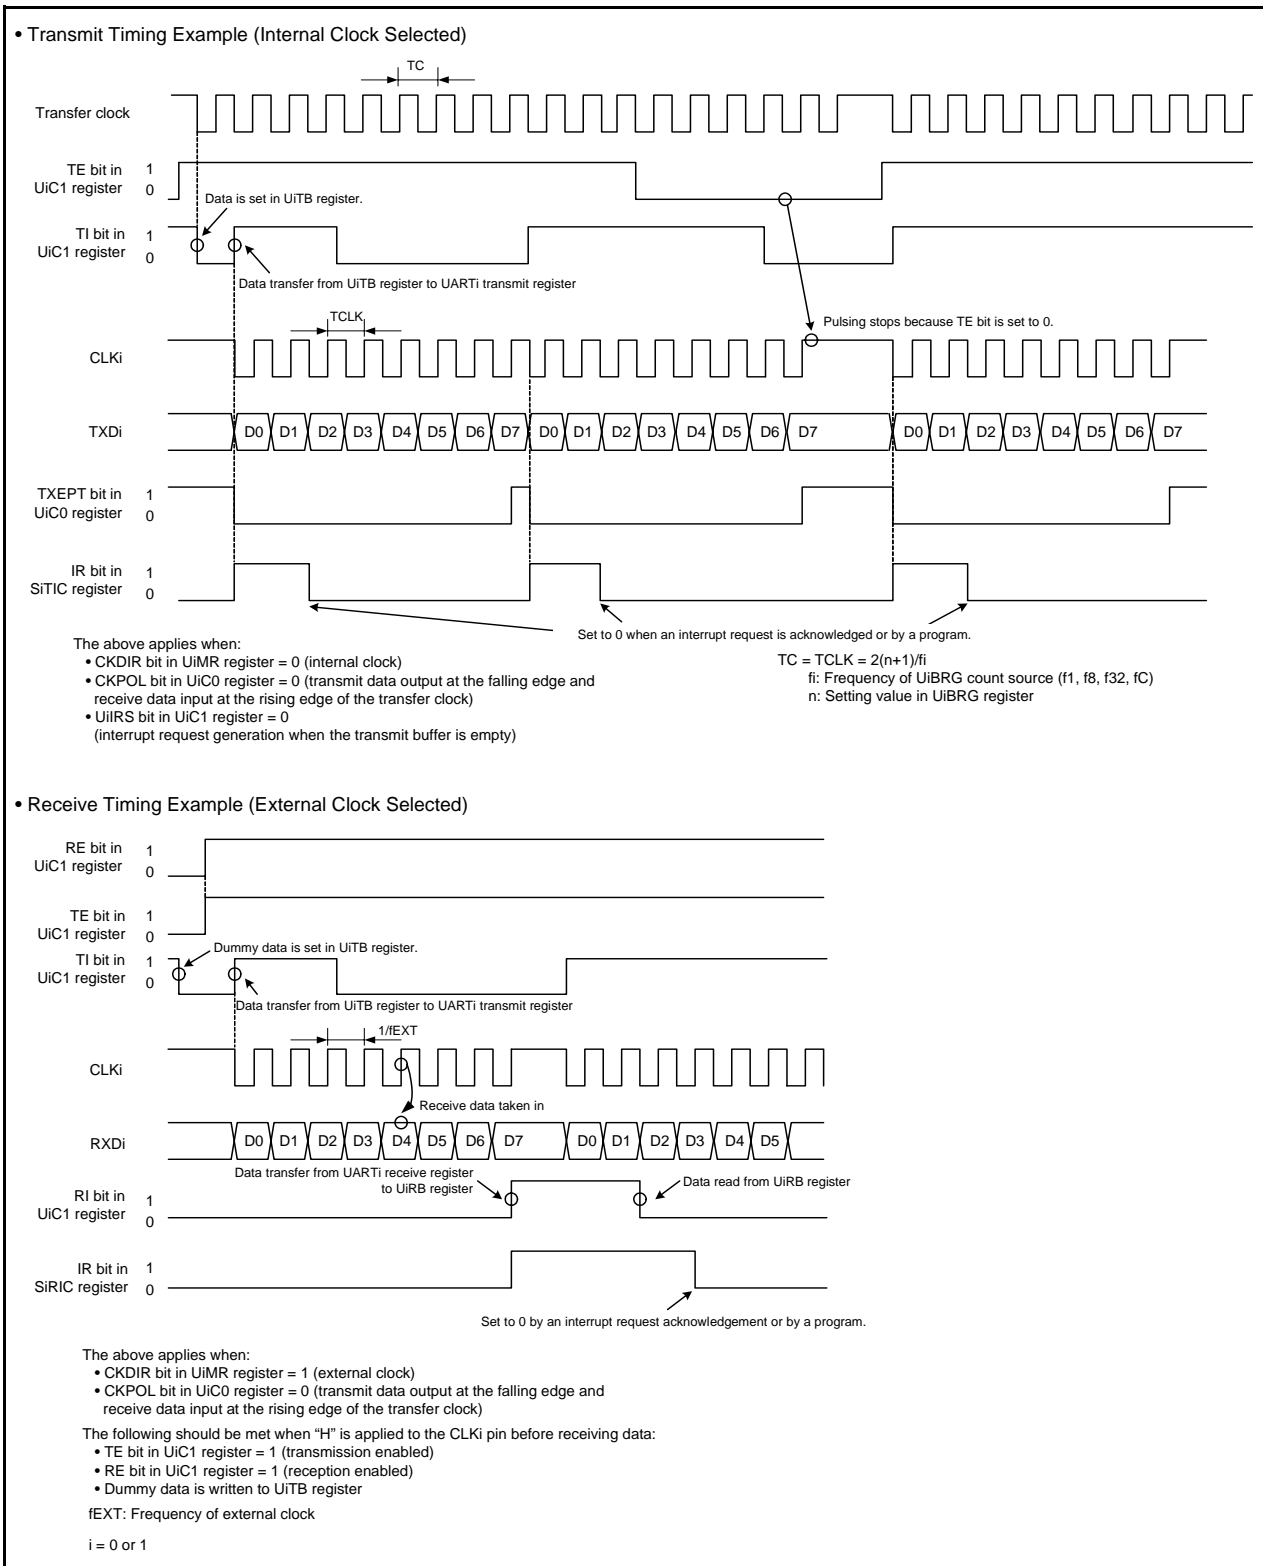 • Transmit Timing Example (Internal Clock Selected)
TC
Transfer clock
TE bit in
UiC1 register
1
0
Data is set in UiTB register.
TI bit in
UiC1 register
1
0
Data transfer from UiTB register to UARTi transmit register
TCLK
Pulsing stops because TE bit is set to 0.
CLKi
TXDi
D0 D1 D2 D3 D4 D5 D6 D7 D0 D1 D2 D3 D4 D5 D6 D7 D0 D1 D2 D3 D4 D5 D6 D7
TXEPT bit in
UiC0 register
1
0
IR bit in
SiTIC register
1
0
Set to 0 when an interrupt request is acknowledged or by a program.
The above applies when:
• CKDIR bit in UiMR register = 0 (internal clock)
• CKPOL bit in UiC0 register = 0 (transmit data output at the falling edge and
receive data input at the rising edge of the transfer clock)
• UiIRS bit in UiC1 register = 0
(interrupt request generation when the transmit buffer is empty)
TC = TCLK = 2(n+1)/fi
fi: Frequency of UiBRG count source (f1, f8, f32, fC)
n: Setting value in UiBRG register
• Receive Timing Example (External Clock Selected)
RE bit in
UiC1 register
1
0
TE bit in
UiC1 register
1
0
Dummy data is set in UiTB register.
TI bit in
UiC1 register
1
0
Data transfer from UiTB register to UARTi transmit register
1/fEXT
CLKi
Receive data taken in
RXDi
D0 D1 D2 D3 D4 D5 D6 D7 D0 D1 D2 D3 D4 D5
Data transfer from UARTi receive register
to UiRB register
Data read from UiRB register
RI bit in
UiC1 register
1
0
IR bit in
SiRIC register
1
0
Set to 0 by an interrupt request acknowledgement or by a program.
The above applies when:
• CKDIR bit in UiMR register = 1 (external clock)
• CKPOL bit in UiC0 register = 0 (transmit data output at the falling edge and
receive data input at the rising edge of the transfer clock)
The following should be met when “H” is applied to the CLKi pin before receiving data:
• TE bit in UiC1 register = 1 (transmission enabled)
• RE bit in UiC1 register = 1 (reception enabled)
• Dummy data is written to UiTB register
fEXT: Frequency of external clock
i = 0 or 1